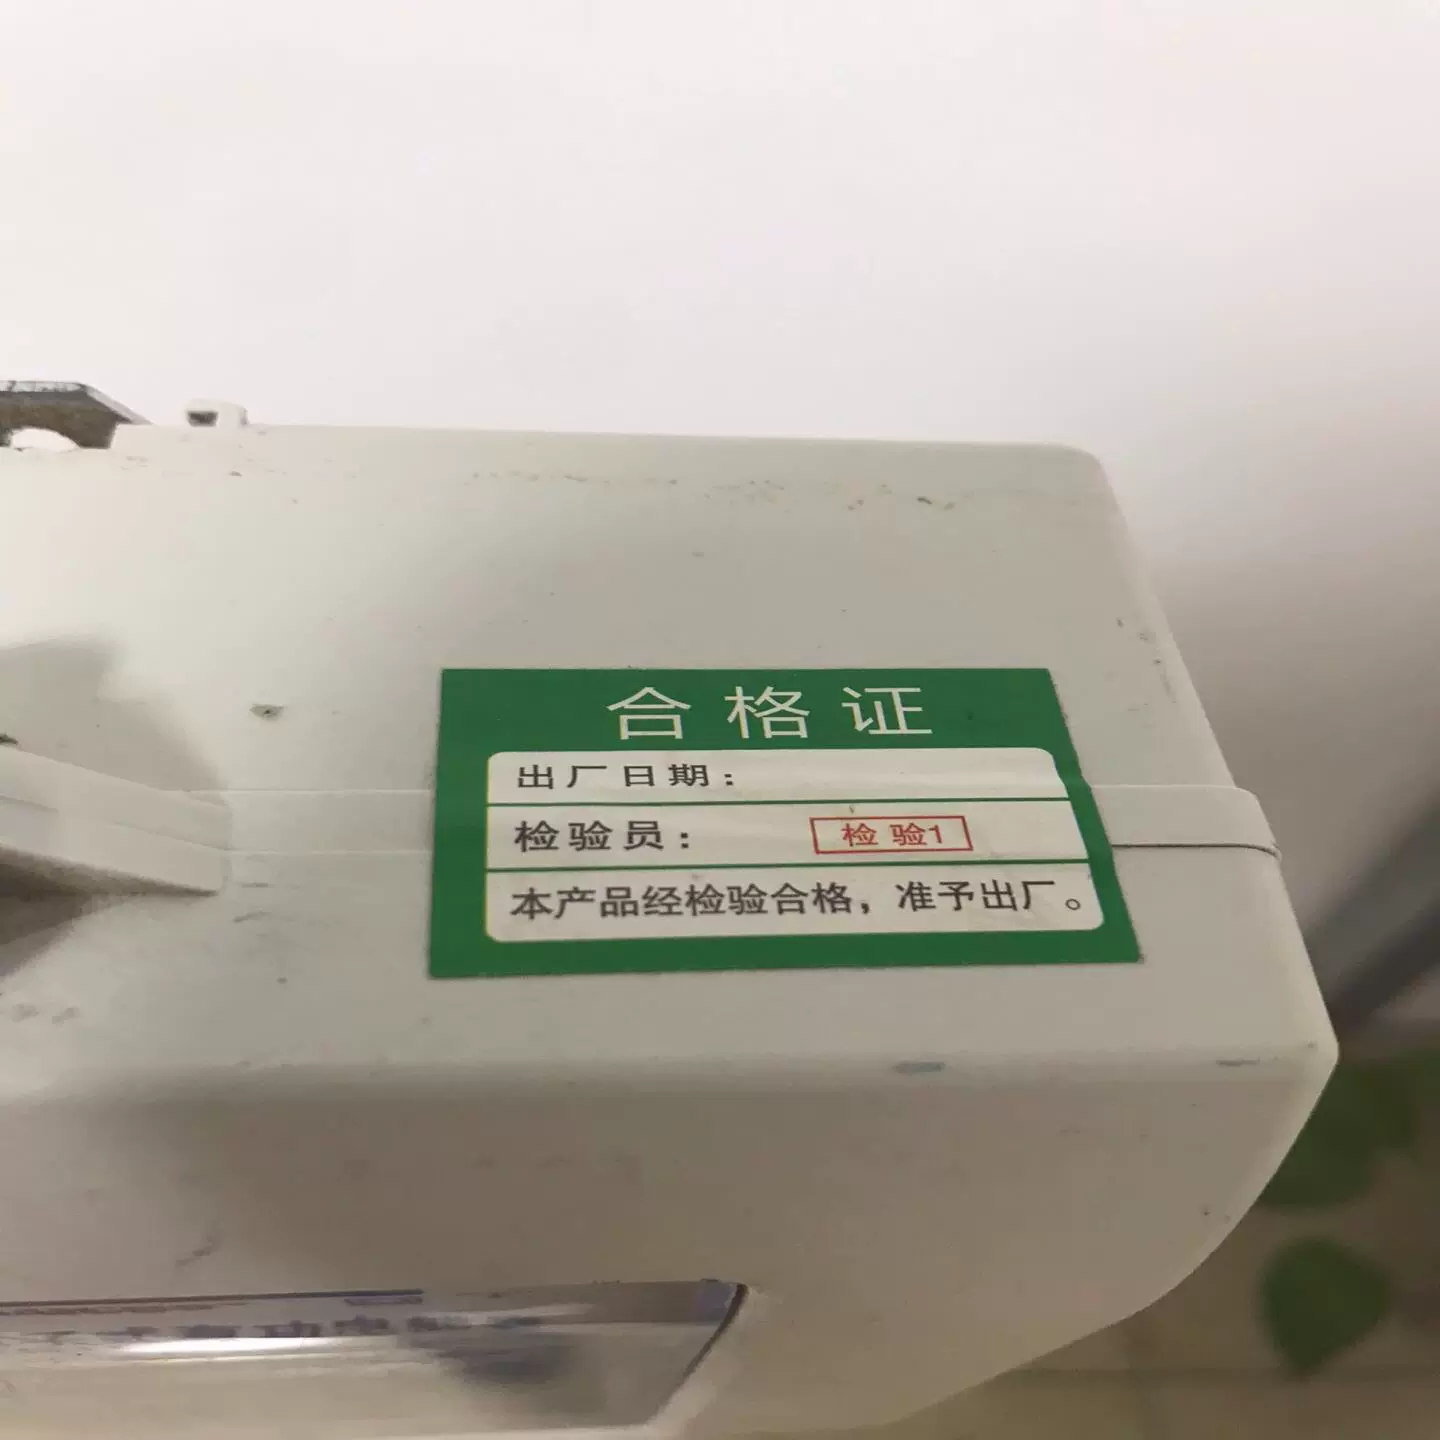 合格证
出厂日期：
检验员： 检验1
本产品经检验合格，准予出厂。